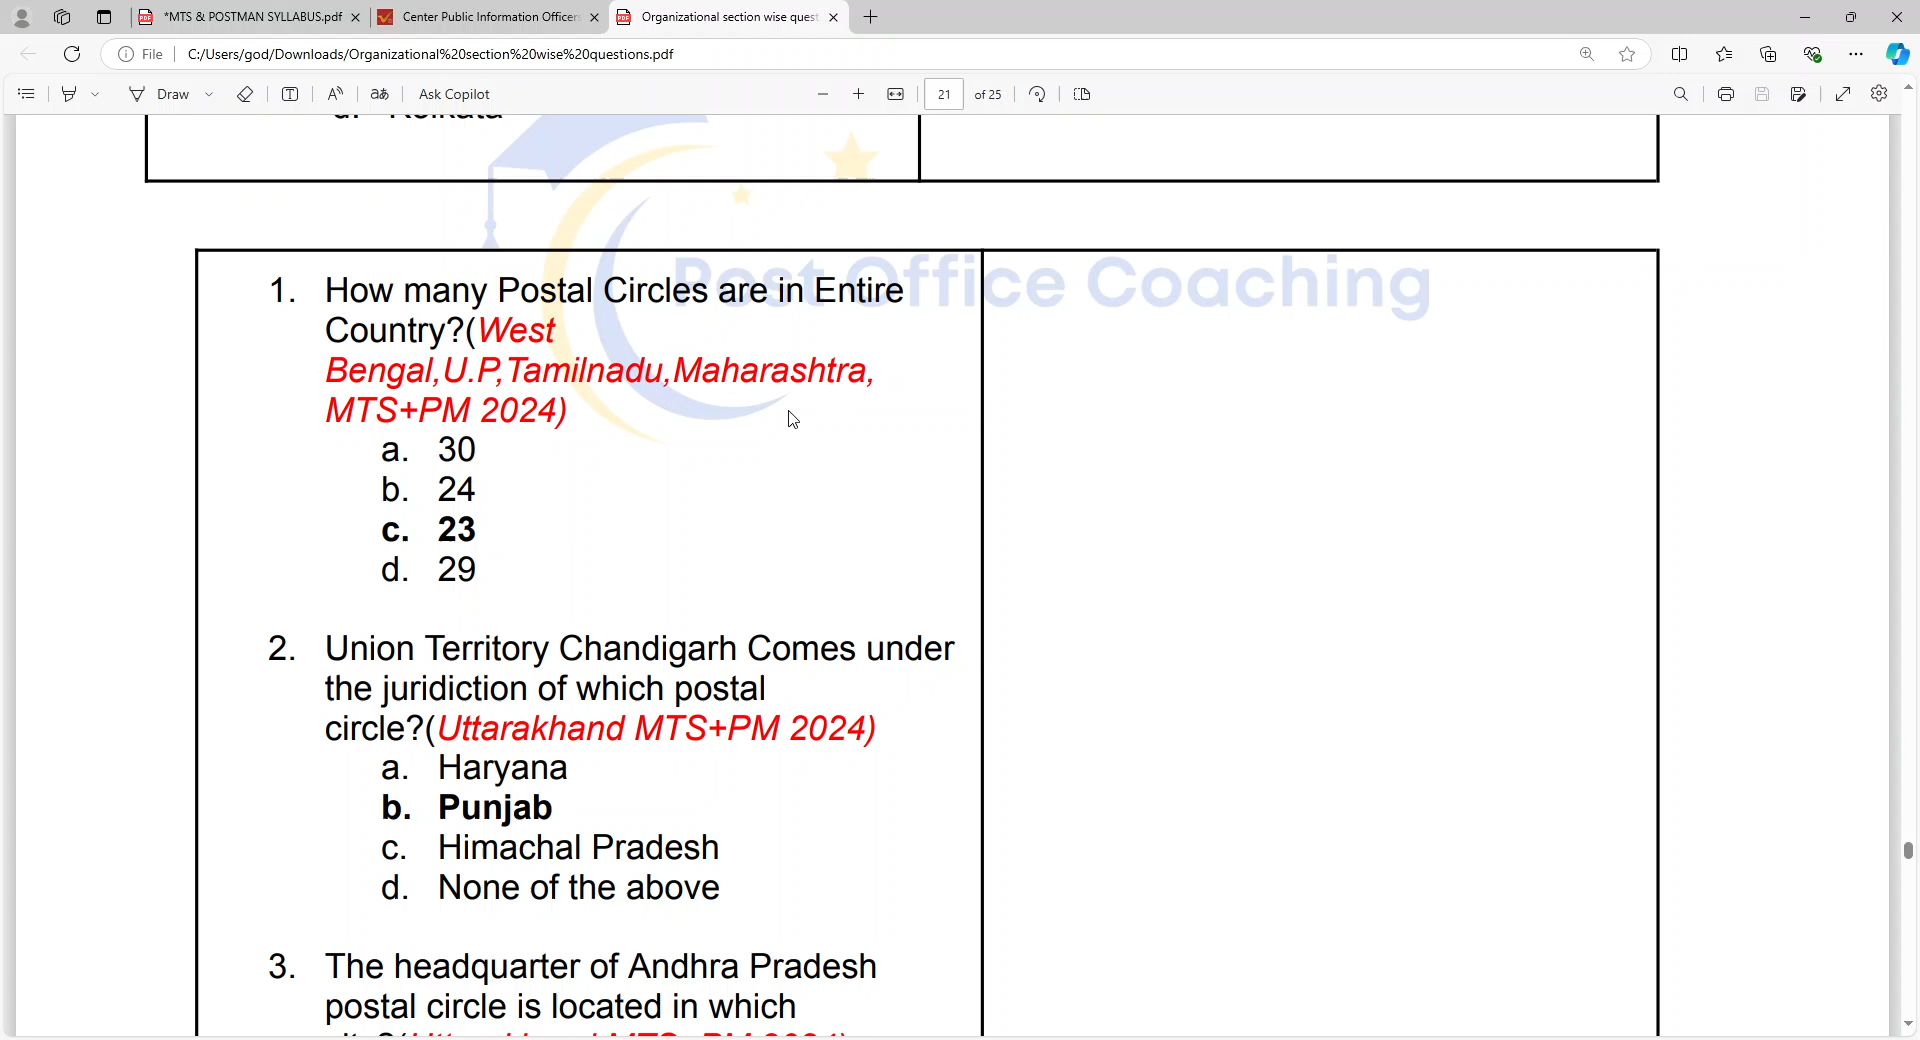 *MTS & POSTMAN SYLLABUS.pdf
Center Public Information Officer
Organizational section wise quest
File
C:/Users/god/Downloads/Organizational%20section%20wise%20questions.pdf
Draw
Ask Copilot
21
of 25
d. Kolkata
Post Office Coaching
1. How many Postal Circles are in Entire
Country?(West
Bengal,U.P,Tamilnadu,Maharashtra,
MTS+PM 2024)
a. 30
b. 24
c. 23
d. 29
2. Union Territory Chandigarh Comes under
the juridiction of which postal
circle?(Uttarakhand MTS+PM 2024)
a. Haryana
b. Punjab
c. Himachal Pradesh
d. None of the above
3. The headquarter of Andhra Pradesh
postal circle is located in which